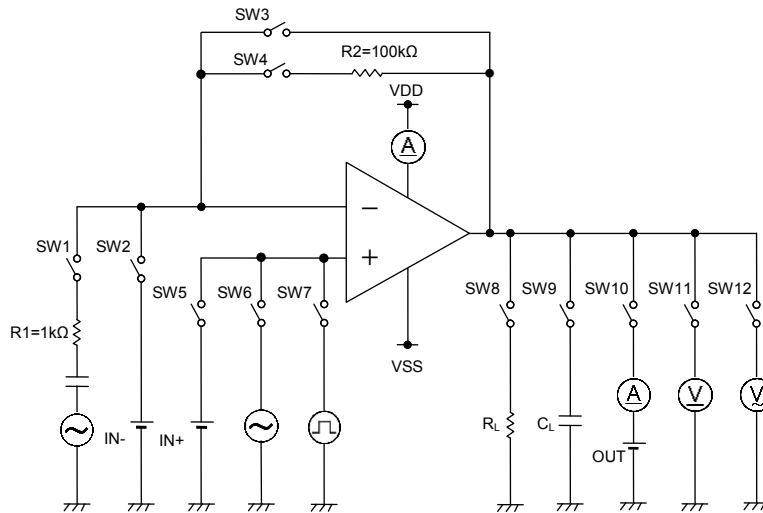 SW3
SW4
R2=100kΩ
VDD
A
−
+
SW1
SW2
SW5
SW6
SW7
SW8
SW9
SW10
SW11
SW12
R1=1kΩ
VSS
A
V
V
IN-
IN+
RL
CL
OUT